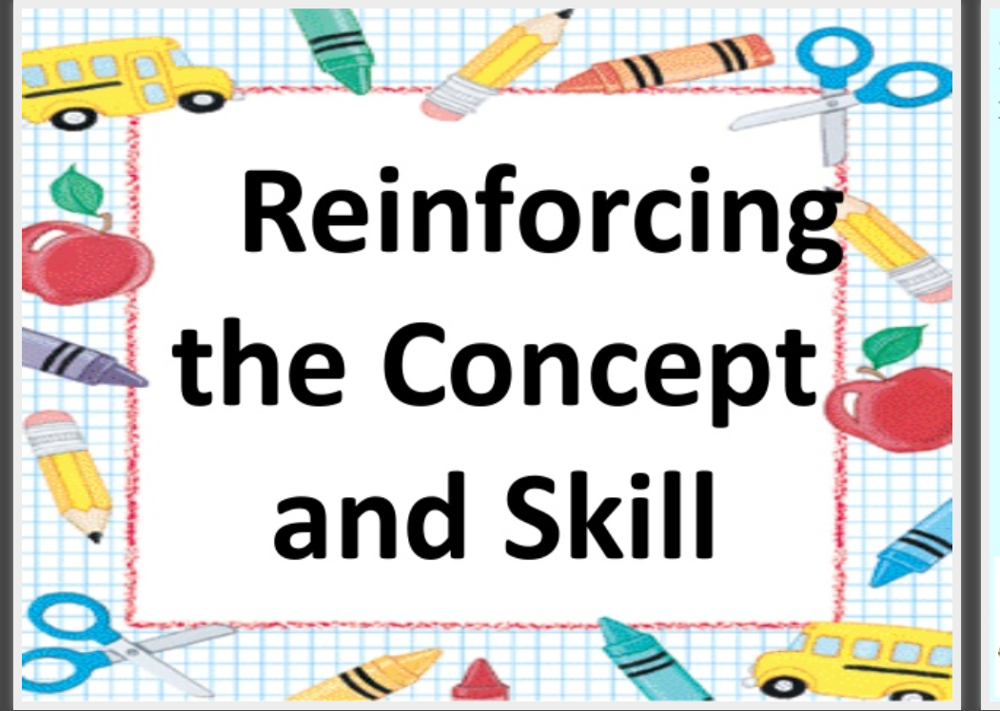 Reinforcing
the Concept
and Skill